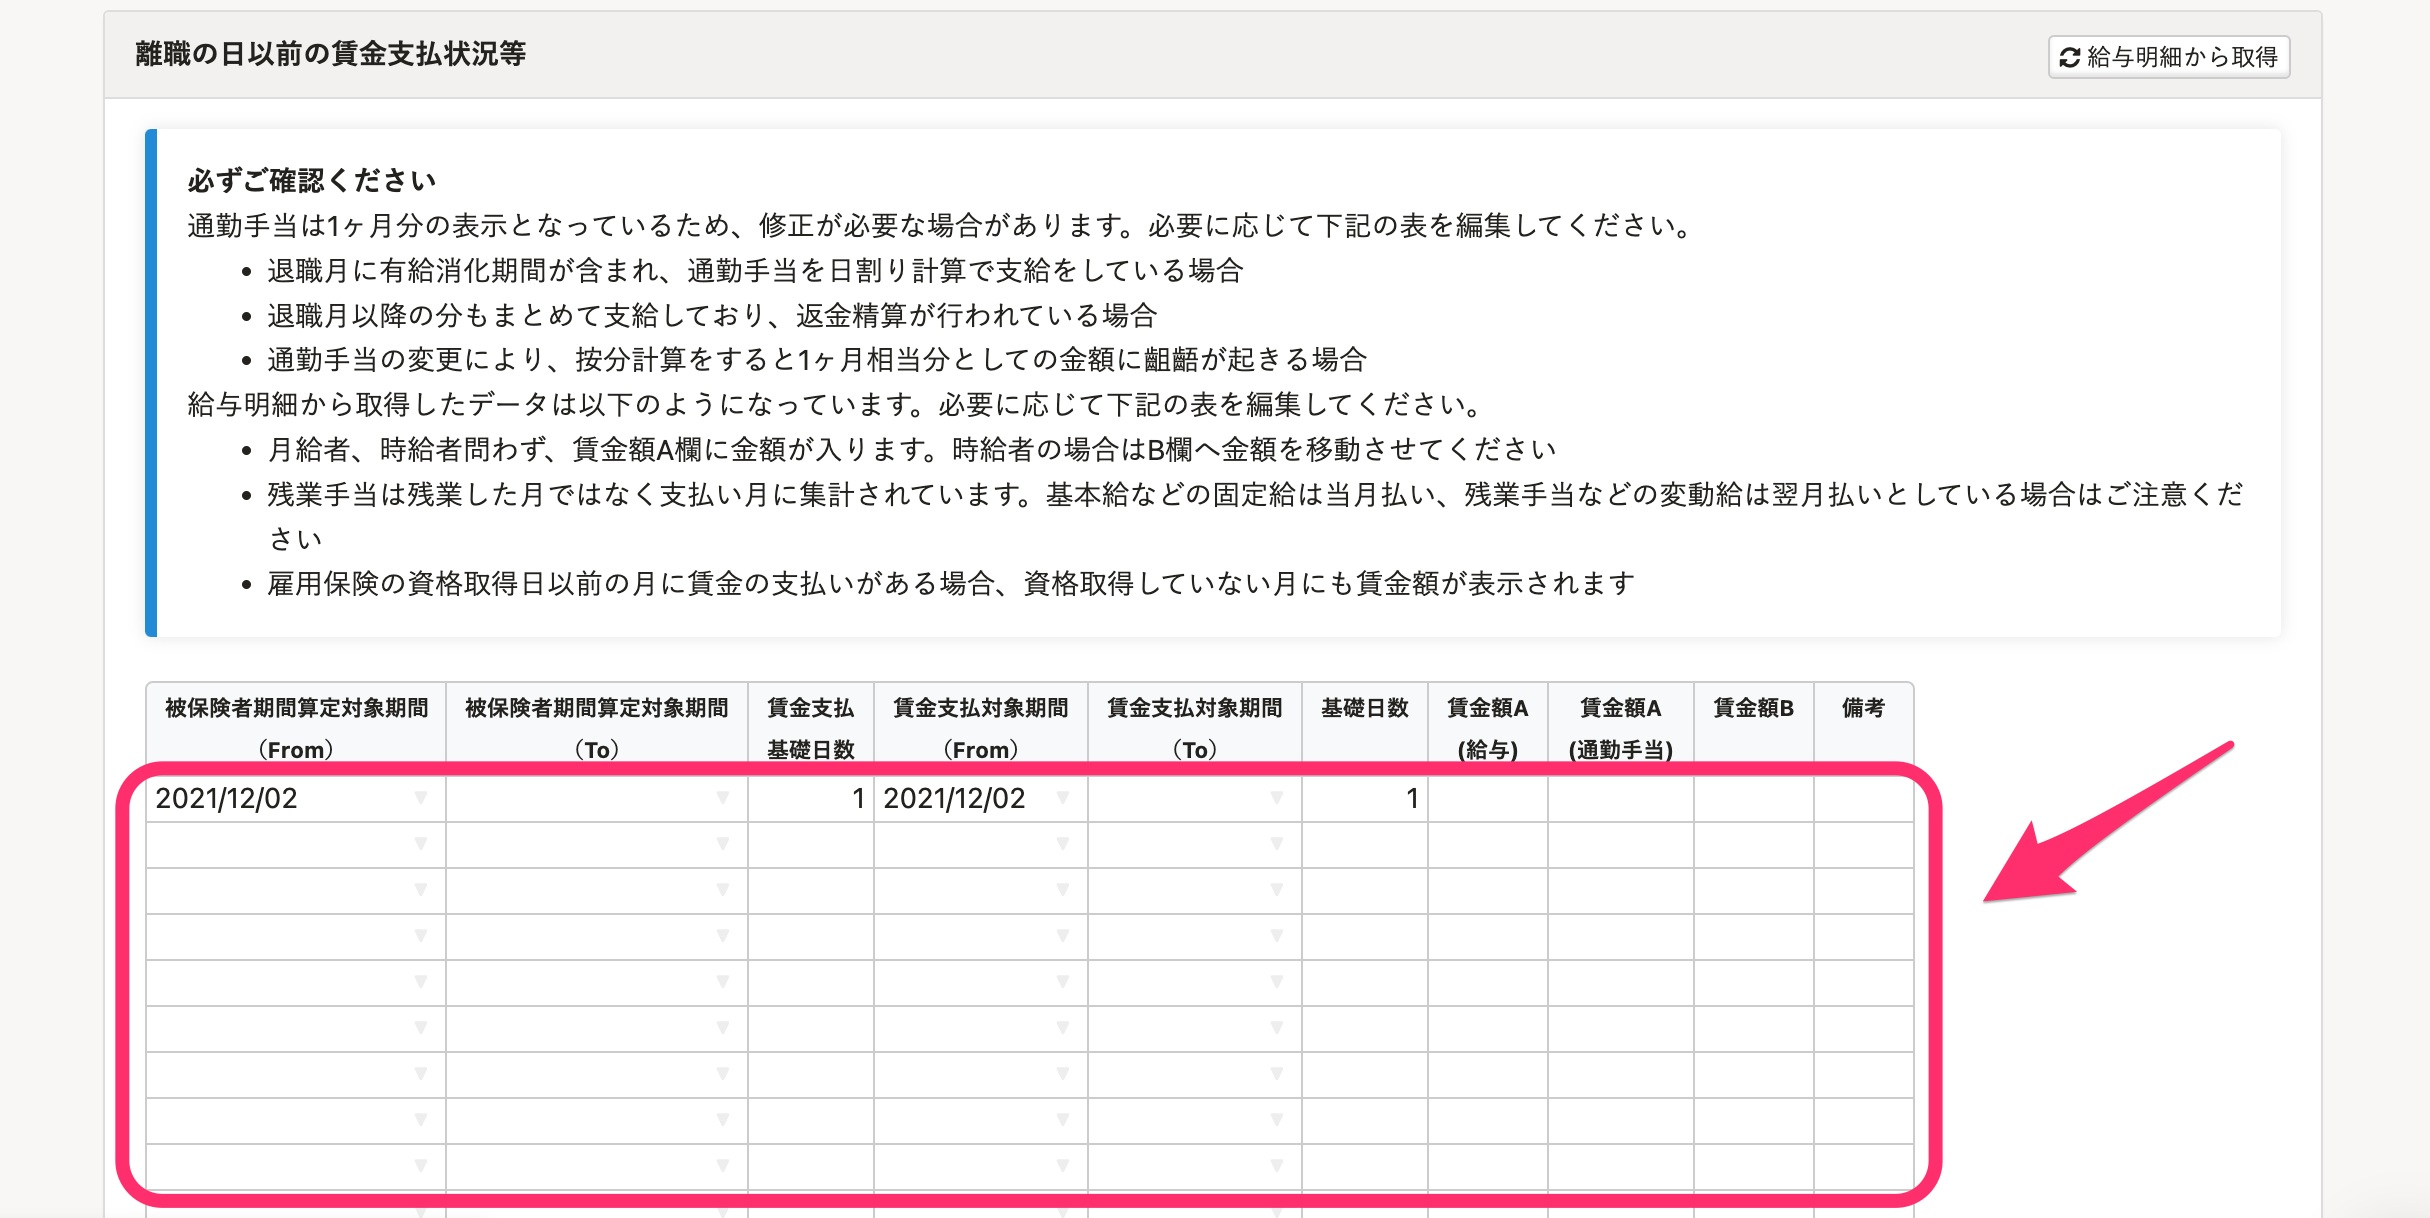 離職の日以前の賃金支払状況等
給与明細から取得
必ずご確認ください
通勤手当は1ヶ月分の表示となっているため、修正が必要な場合があります。必要に応じて下記の表を編集してください。
• 退職月に有給消化期間が含まれ、通勤手当を日割り計算で支給をしている場合
• 退職月以降の分もまとめて支給しており、返金精算が行われている場合
• 通勤手当の変更により、按分計算をすると1ヶ月相当分としての金額に齟齬が起きる場合
給与明細から取得したデータは以下のようになっています。必要に応じて下記の表を編集してください。
• 月給者、時給者問わず、賃金額A欄に金額が入ります。時給者の場合はB欄へ金額を移動させてください
• 残業手当は残業した月ではなく支払い月に集計されています。基本給などの固定給は当月払い、残業手当などの変動給は翌月払いとしている場合はご注意くだ
さい
• 雇用保険の資格取得日以前の月に賃金の支払いがある場合、資格取得していない月にも賃金額が表示されます
被保険者期間算定対象期間 被保険者期間算定対象期間 賃金支払 賃金支払対象期間 賃金支払対象期間 基礎日数 賃金額A 賃金額A 賃金額B 備考
（From） （To） 基礎日数 （From） （To） (給与) (通勤手当)
2021/12/02 1 2021/12/02 1